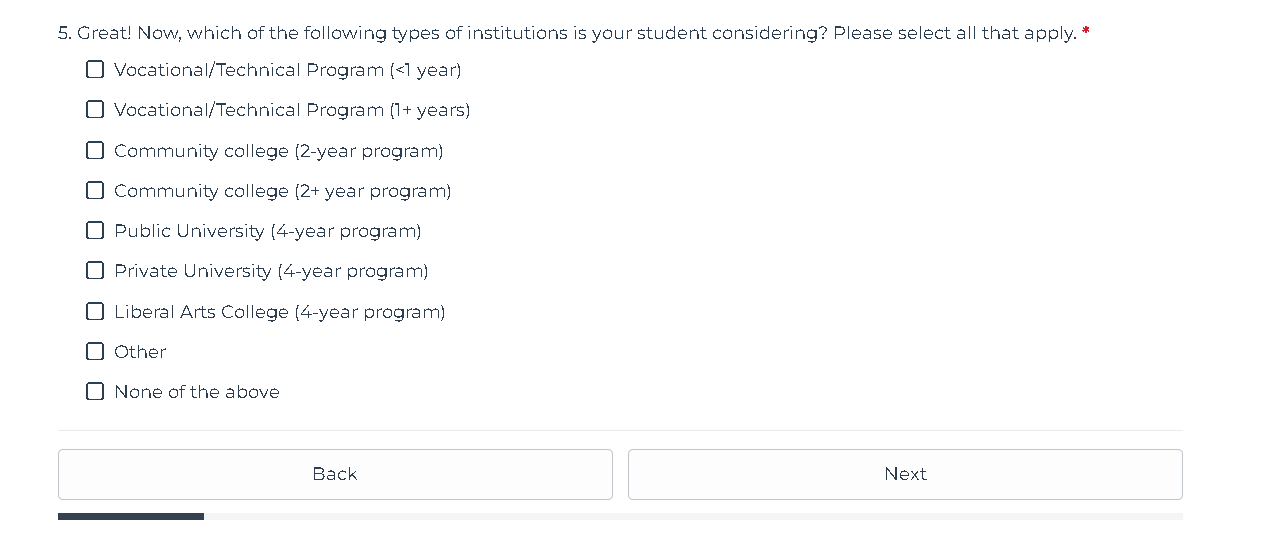 5. Great! Now, which of the following types of institutions is your student considering? Please select all that apply. *
Vocational/Technical Program (<1 year)
Vocational/Technical Program (1+ years)
Community college (2-year program)
Community college (2+ year program)
Public University (4-year program)
Private University (4-year program)
Liberal Arts College (4-year program)
Other
None of the above
Back
Next